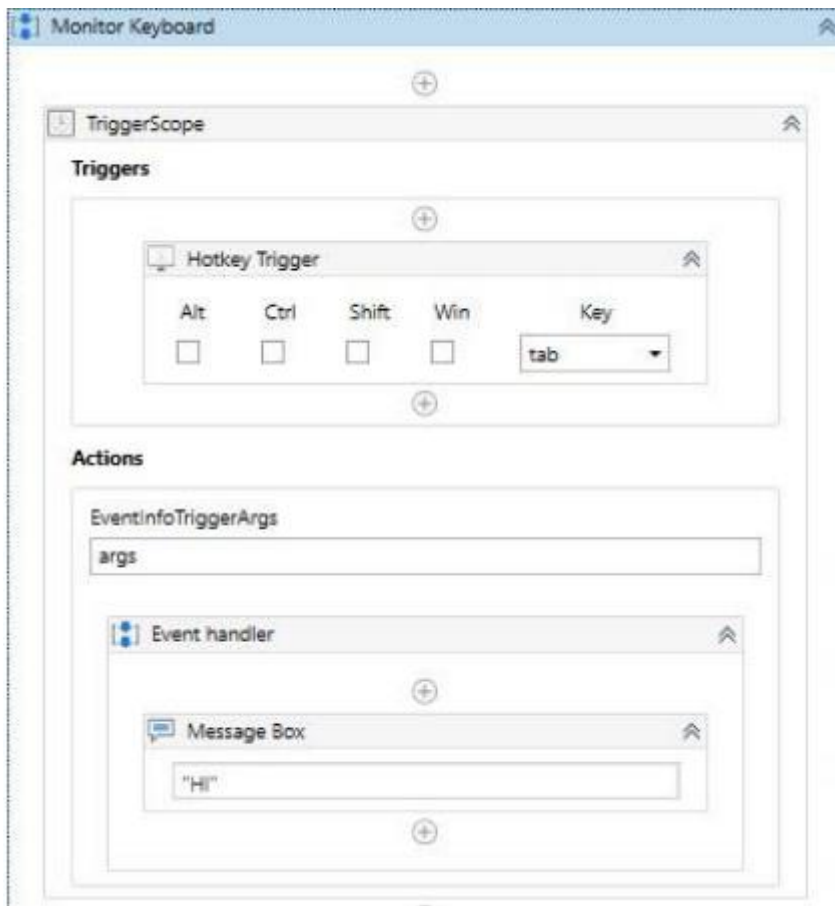 Monitor Keyboard
TriggerScope
Triggers
Hotkey Trigger
Alt Ctrl Shift Win Key
tab
Actions
EventInfoTriggerArgs
args
Event handler
Message Box
"HI"